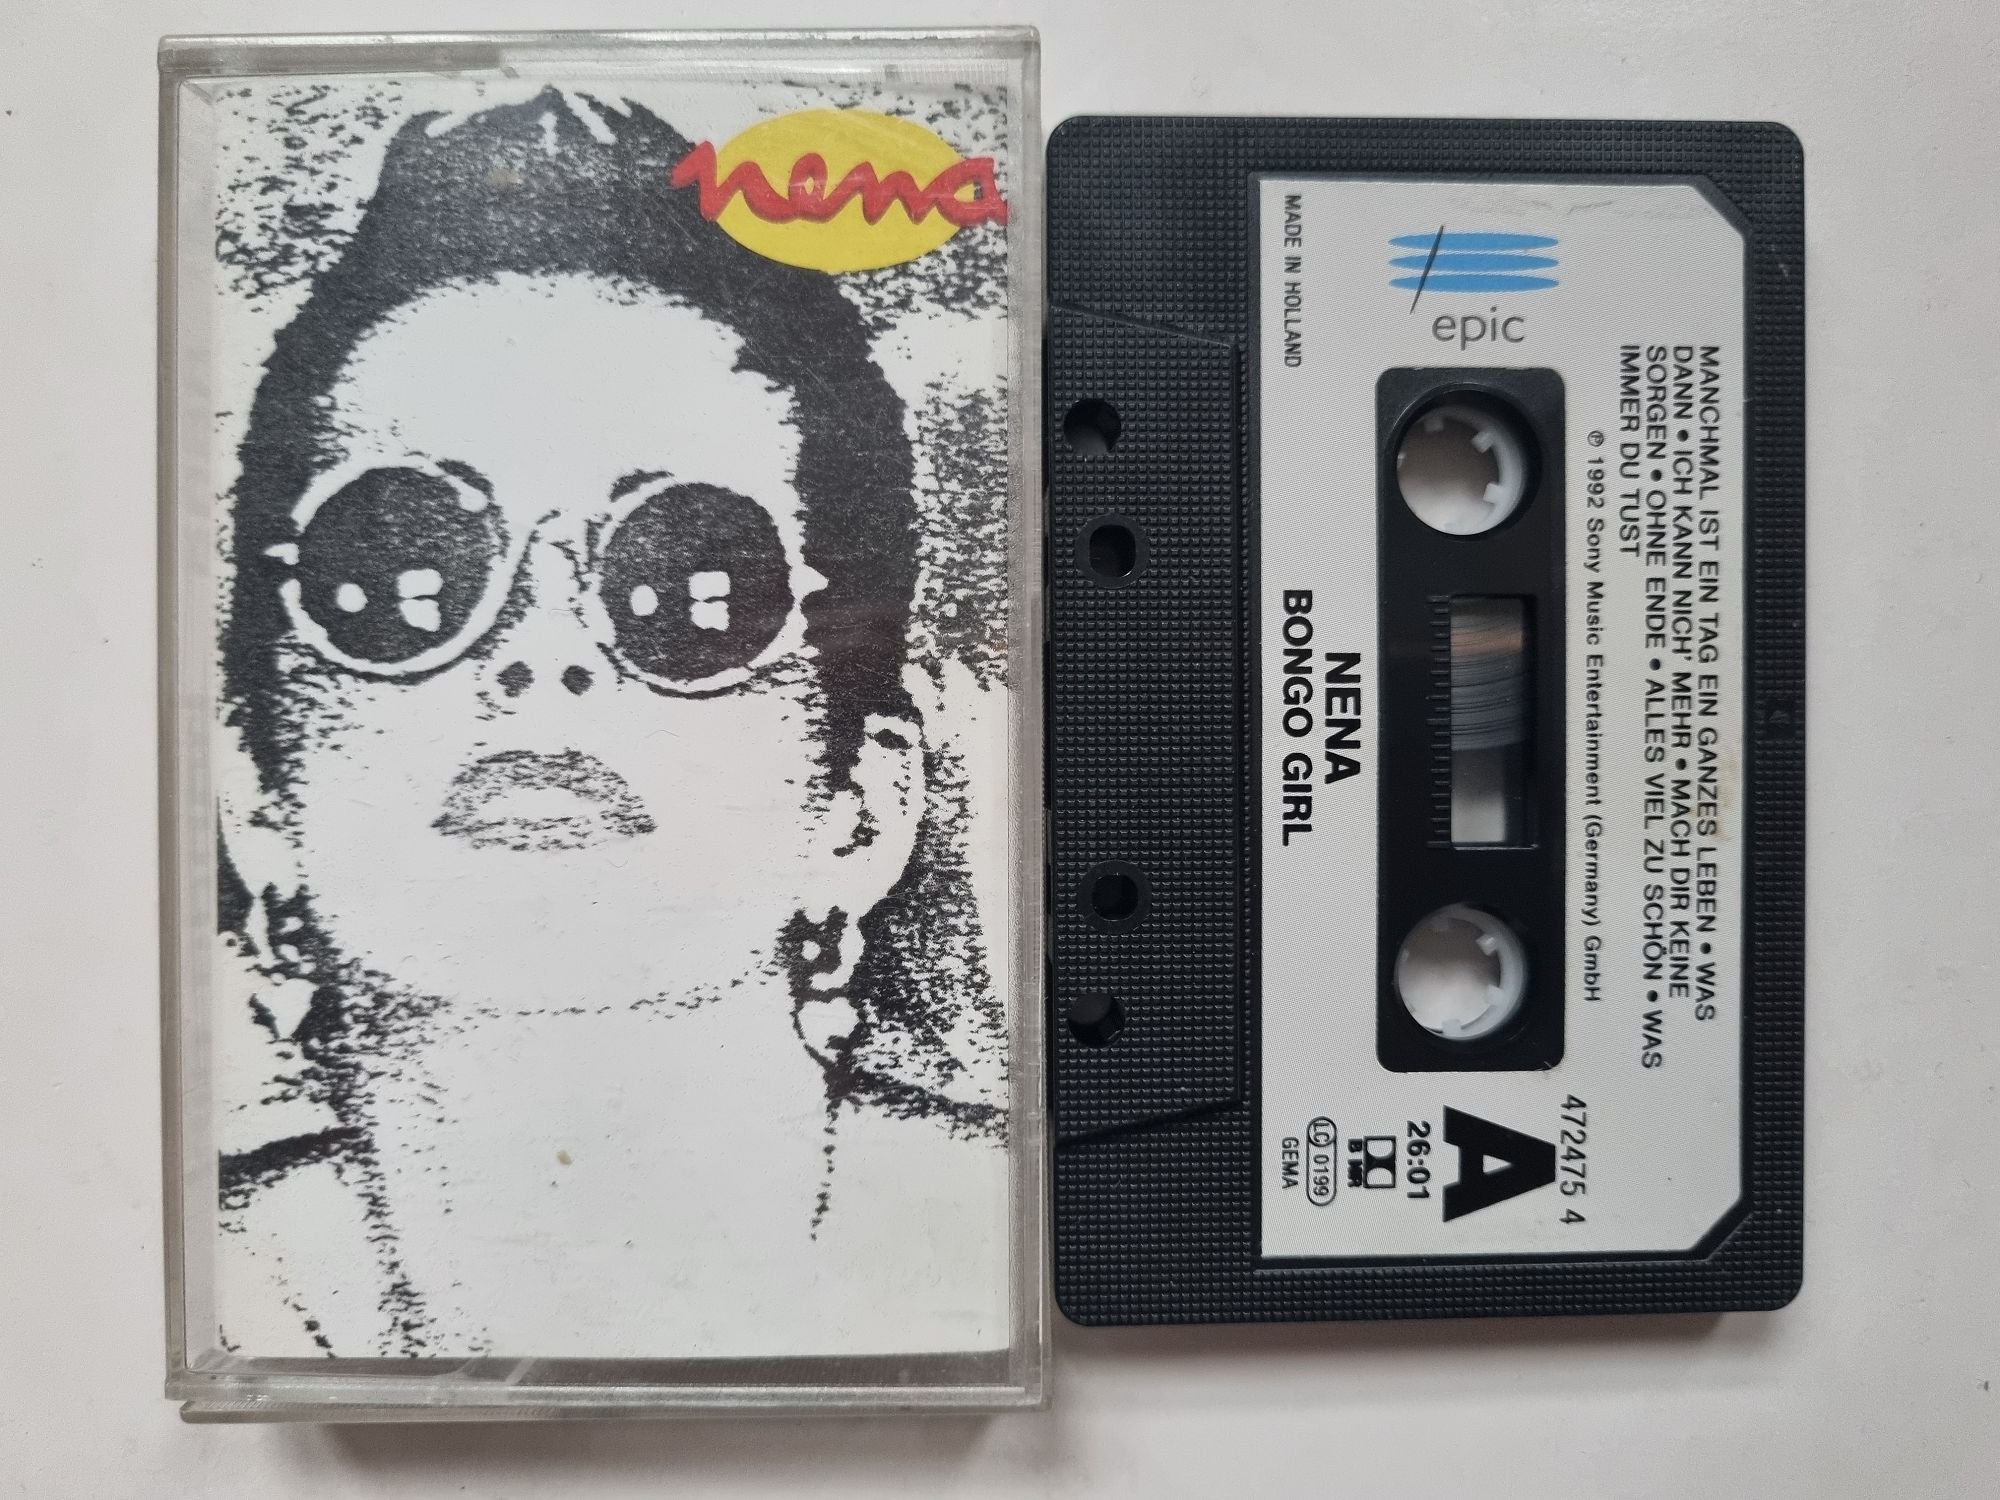 nena
MANCHMAL IST EIN TAG EIN GANZES LEBEN • WAS
DANN • ICH KANN NICH' MEHR • MACH DIR KEINE
SORGEN • OHNE ENDE • ALLES VIEL ZU SCHÖN • WAS
IMMER DU TUST
℗ 1992 Sony Music Entertainment (Germany) GmbH
epic
472475 4
A
26:01
B NR
LC 0199
GEMA
NENA
BONGO GIRL
MADE IN HOLLAND